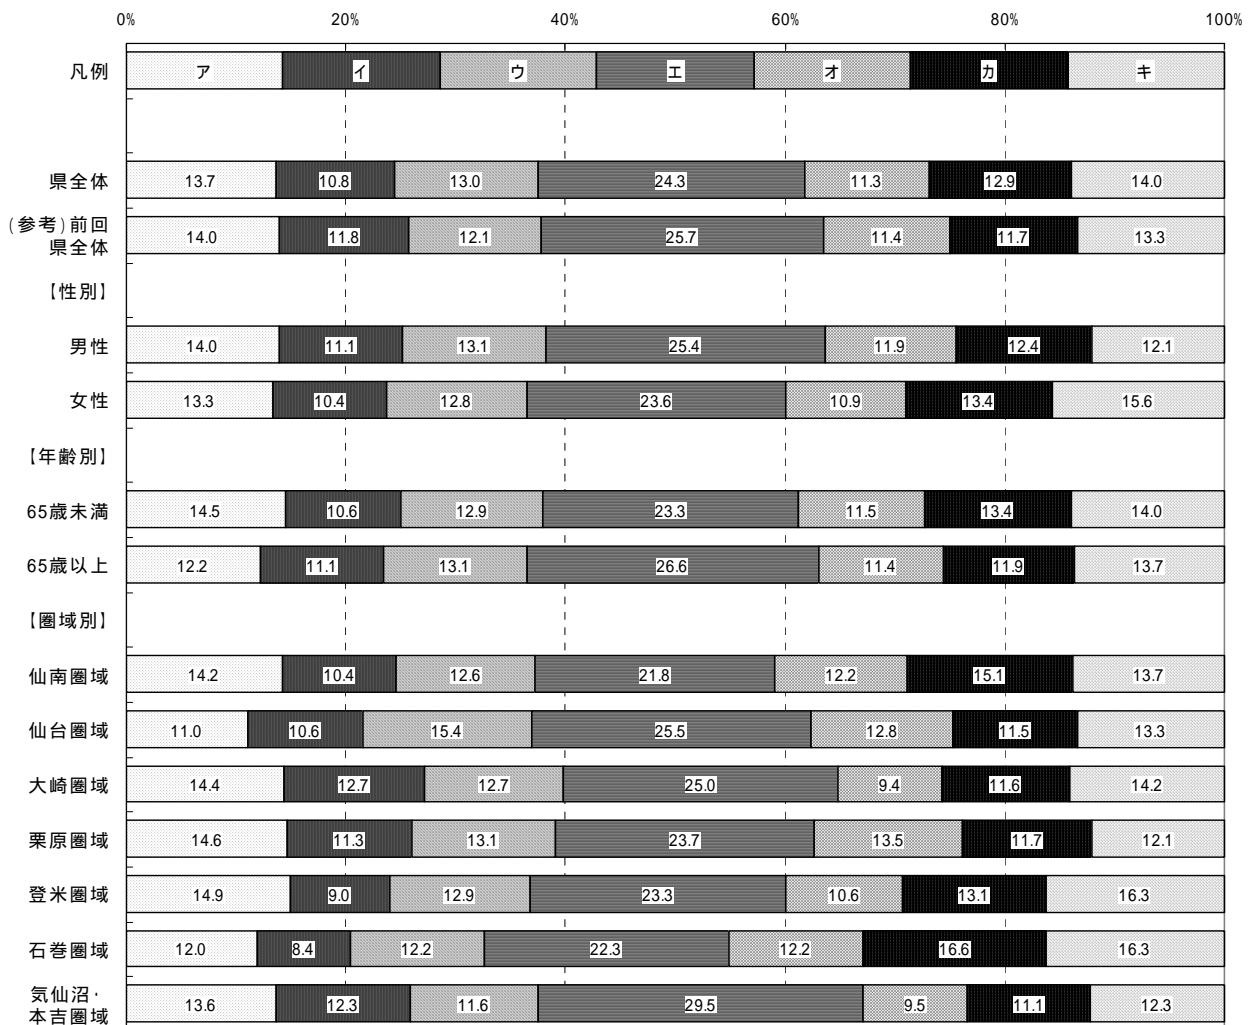 0% 20% 40% 60% 80% 100%
凡例 ア イ ウ エ オ カ キ
県全体 13.7 10.8 13.0 24.3 11.3 12.9 14.0
(参考)前回
県全体 14.0 11.8 12.1 25.7 11.4 11.7 13.3
【性別】
男性 14.0 11.1 13.1 25.4 11.9 12.4 12.1
女性 13.3 10.4 12.8 23.6 10.9 13.4 15.6
【年齢別】
65歳未満 14.5 10.6 12.9 23.3 11.5 13.4 14.0
65歳以上 12.2 11.1 13.1 26.6 11.4 11.9 13.7
【圏域別】
仙南圏域 14.2 10.4 12.6 21.8 12.2 15.1 13.7
仙台圏域 11.0 10.6 15.4 25.5 12.8 11.5 13.3
大崎圏域 14.4 12.7 12.7 25.0 9.4 11.6 14.2
栗原圏域 14.6 11.3 13.1 23.7 13.5 11.7 12.1
登米圏域 14.9 9.0 12.9 23.3 10.6 13.1 16.3
石巻圏域 12.0 8.4 12.2 22.3 12.2 16.6 16.3
気仙沼・
本吉圏域 13.6 12.3 11.6 29.5 9.5 11.1 12.3